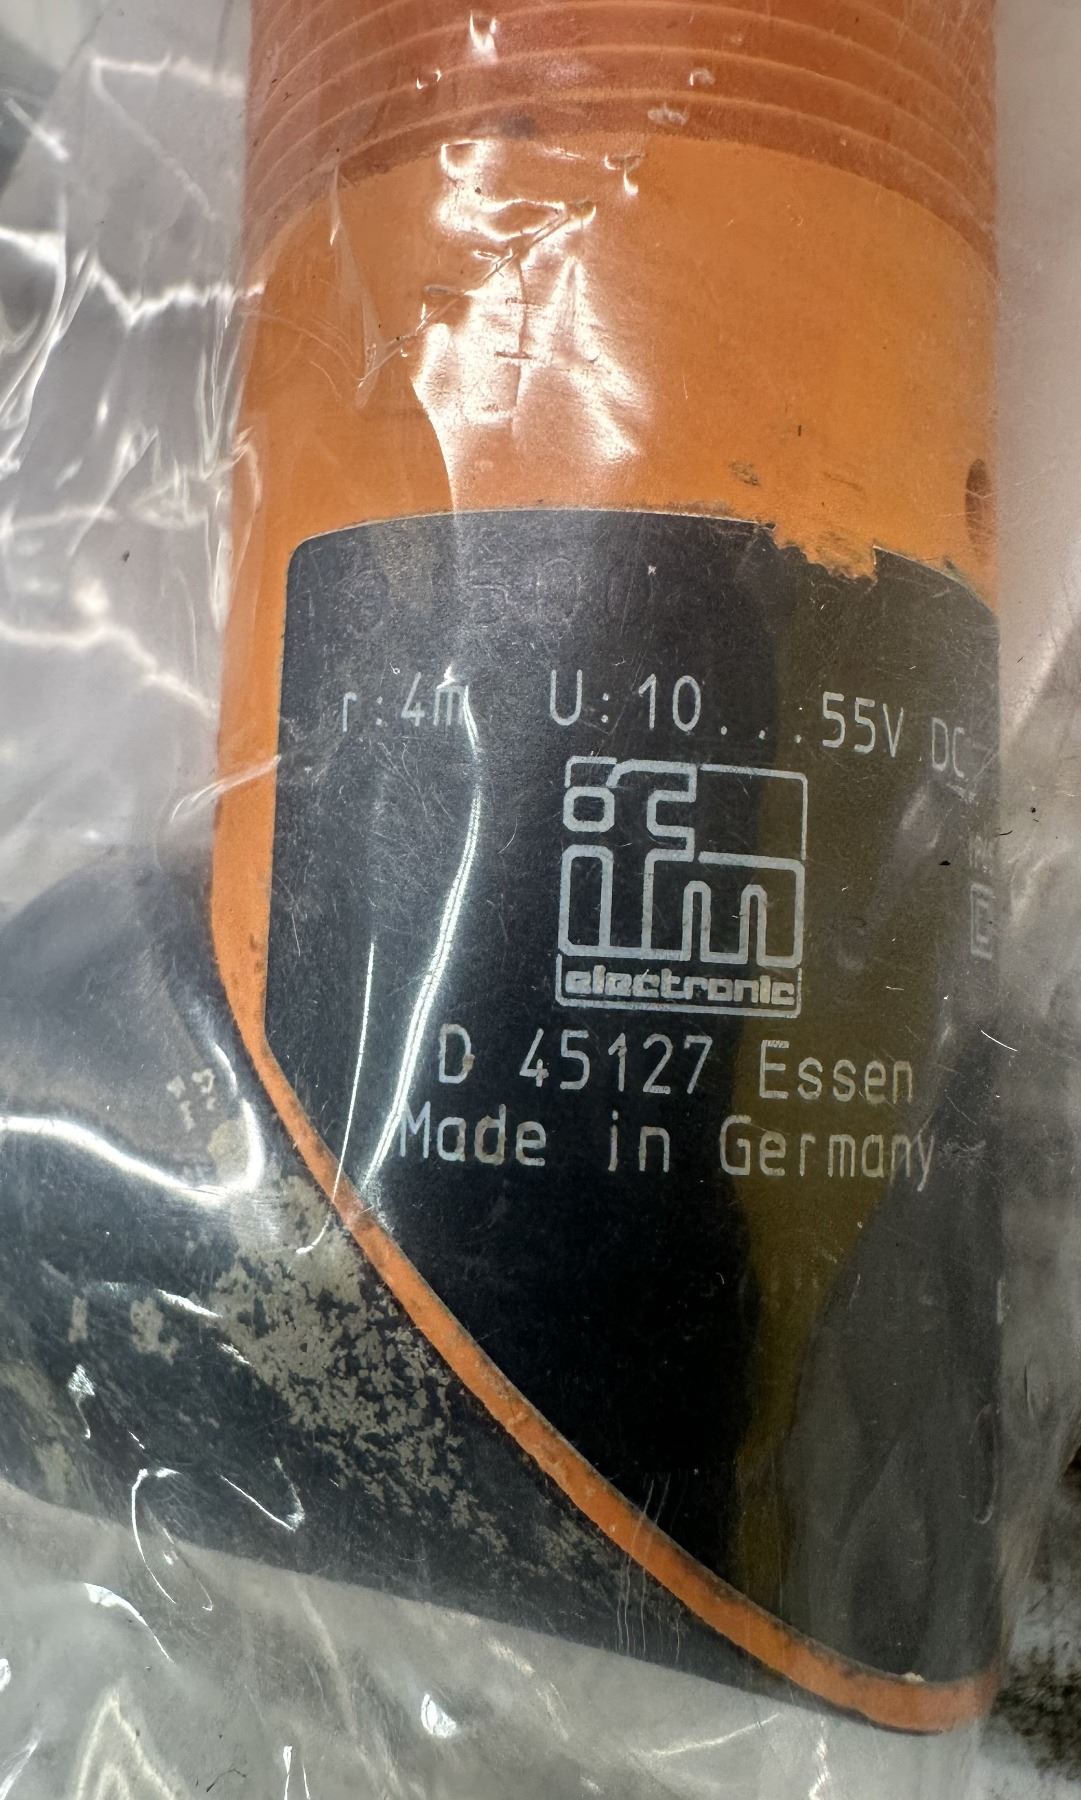 r:4m U:10...55V DC
ifm
electronic
D 45127 Essen
Made in Germany